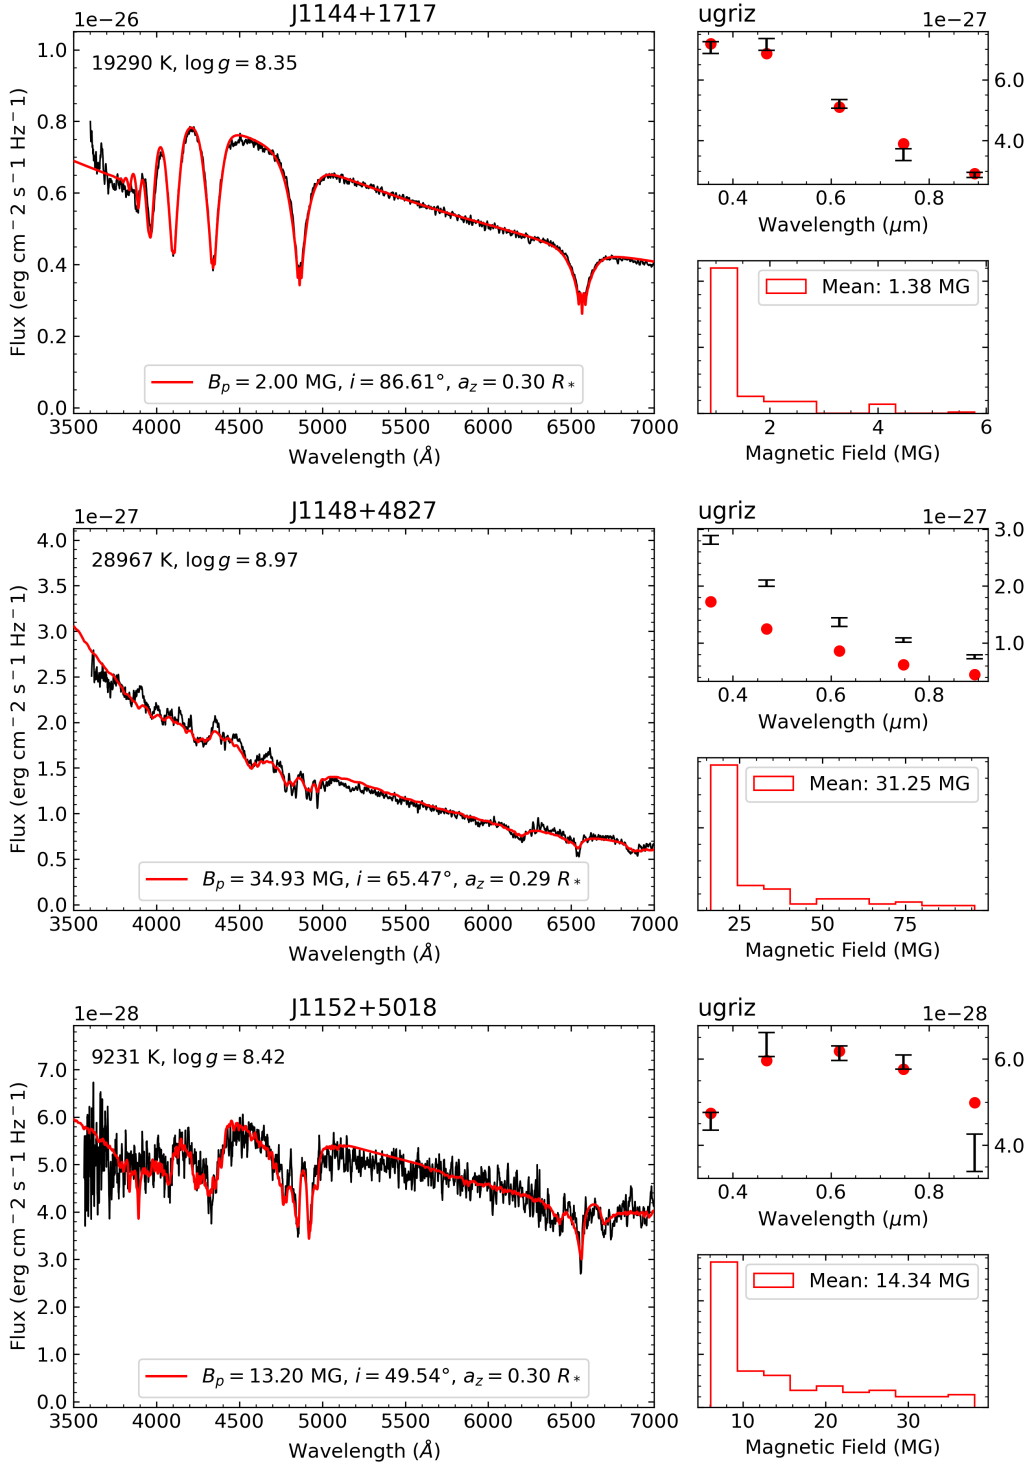 J1144+1717
1e−26
19290 K, log g = 8.35
Flux (erg cm−2 s−1 Hz−1)
1.0
0.8
0.6
0.4
0.2
0.0
B_p = 2.00 MG, i = 86.61°, a_z = 0.30 R_*
3500 4000 4500 5000 5500 6000 6500 7000
Wavelength (Å)
ugriz
1e−27
6.0
4.0
0.4 0.6 0.8
Wavelength (μm)
Mean: 1.38 MG
2 4 6
Magnetic Field (MG)
J1148+4827
1e−27
28967 K, log g = 8.97
Flux (erg cm−2 s−1 Hz−1)
4.0
3.5
3.0
2.5
2.0
1.5
1.0
0.5
0.0
B_p = 34.93 MG, i = 65.47°, a_z = 0.29 R_*
3500 4000 4500 5000 5500 6000 6500 7000
Wavelength (Å)
ugriz
1e−27
3.0
2.0
1.0
0.4 0.6 0.8
Wavelength (μm)
Mean: 31.25 MG
25 50 75
Magnetic Field (MG)
J1152+5018
1e−28
9231 K, log g = 8.42
Flux (erg cm−2 s−1 Hz−1)
7.0
6.0
5.0
4.0
3.0
2.0
1.0
0.0
B_p = 13.20 MG, i = 49.54°, a_z = 0.30 R_*
3500 4000 4500 5000 5500 6000 6500 7000
Wavelength (Å)
ugriz
1e−28
6.0
4.0
0.4 0.6 0.8
Wavelength (μm)
Mean: 14.34 MG
10 20 30
Magnetic Field (MG)